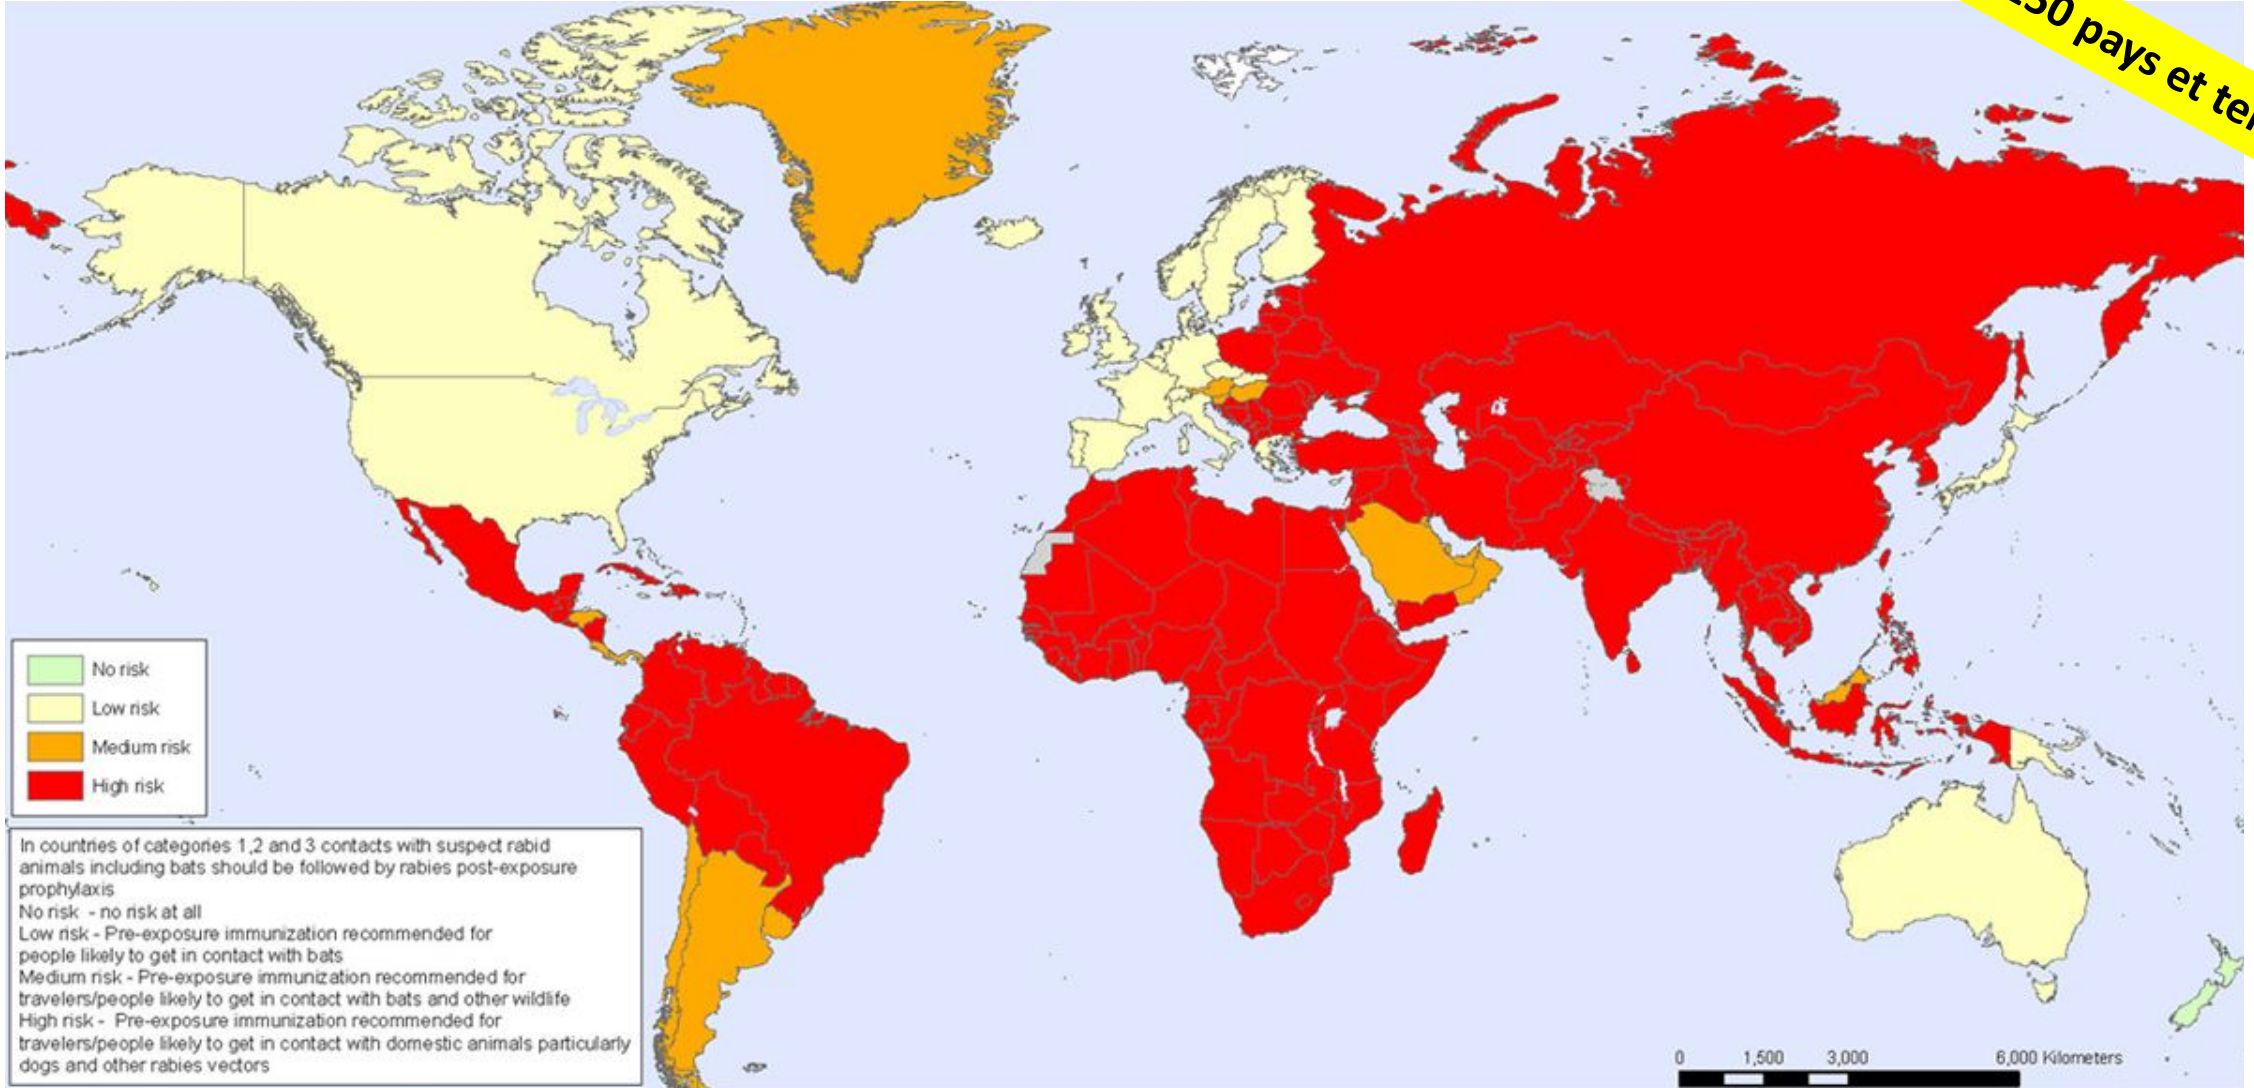 150 pays et
No risk
Low risk
Medium risk
High risk
In countries of categories 1,2 and 3 contacts with suspect rabid
animals including bats should be followed by rabies post-exposure
prophylaxis
No risk - no risk at all
Low risk - Pre-exposure immunization recommended for
people likely to get in contact with bats
Medium risk - Pre-exposure immunization recommended for
travelers/people likely to get in contact with bats and other wildlife
High risk - Pre-exposure immunization recommended for
travelers/people likely to get in contact with domestic animals particularly
dogs and other rabies vectors
0 1,500 3,000 6,000 Kilometers